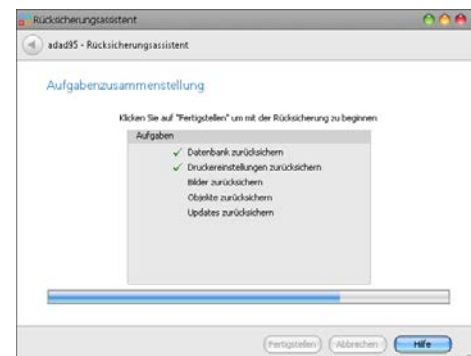 Rücksicherungsassistent
adad95 - Rücksicherungsassistent
Aufgabenzusammenstellung
Klicken Sie auf "Fertigstellen" um mit der Rücksicherung zu beginnen
Aufgaben
Datenbank zurücksichern
Druckereinstellungen zurücksichern
Bilder zurücksichern
Objekte zurücksichern
Updates zurücksichern
Fertigstellen Abbrechen Hilfe